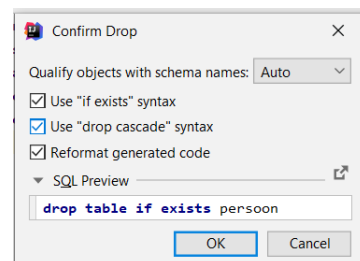 Confirm Drop
Qualify objects with schema names: Auto
Use "if exists" syntax
Use "drop cascade" syntax
Reformat generated code
SQL Preview
drop table if exists persoon
OK Cancel